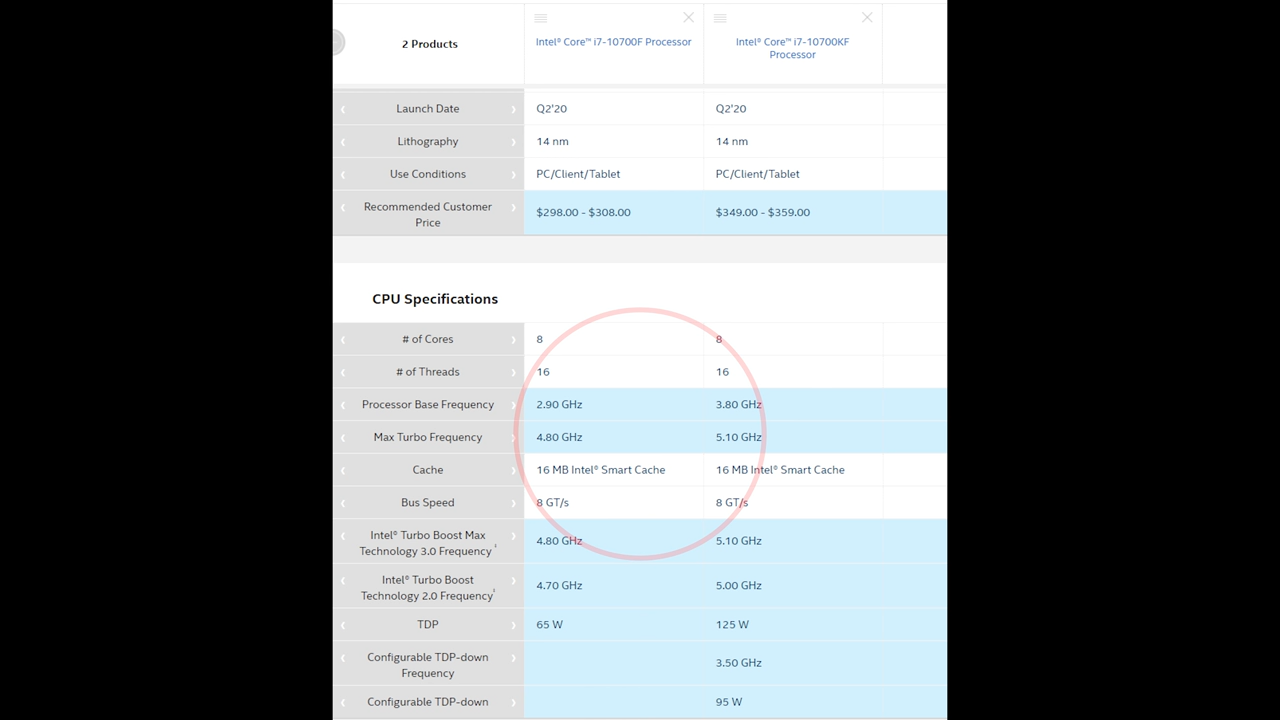 2 Products
Intel® Core™ i7-10700F Processor
Intel® Core™ i7-10700KF
Processor
Launch Date Q2'20 Q2'20
Lithography 14 nm 14 nm
Use Conditions PC/Client/Tablet PC/Client/Tablet
Recommended Customer
Price
$298.00 - $308.00 $349.00 - $359.00
CPU Specifications
# of Cores 8 8
# of Threads 16 16
Processor Base Frequency 2.90 GHz 3.80 GHz
Max Turbo Frequency 4.80 GHz 5.10 GHz
Cache 16 MB Intel® Smart Cache 16 MB Intel® Smart Cache
Bus Speed 8 GT/s 8 GT/s
Intel® Turbo Boost Max
Technology 3.0 Frequency ‡
4.80 GHz 5.10 GHz
Intel® Turbo Boost
Technology 2.0 Frequency‡
4.70 GHz 5.00 GHz
TDP 65 W 125 W
Configurable TDP-down
Frequency
3.50 GHz
Configurable TDP-down 95 W